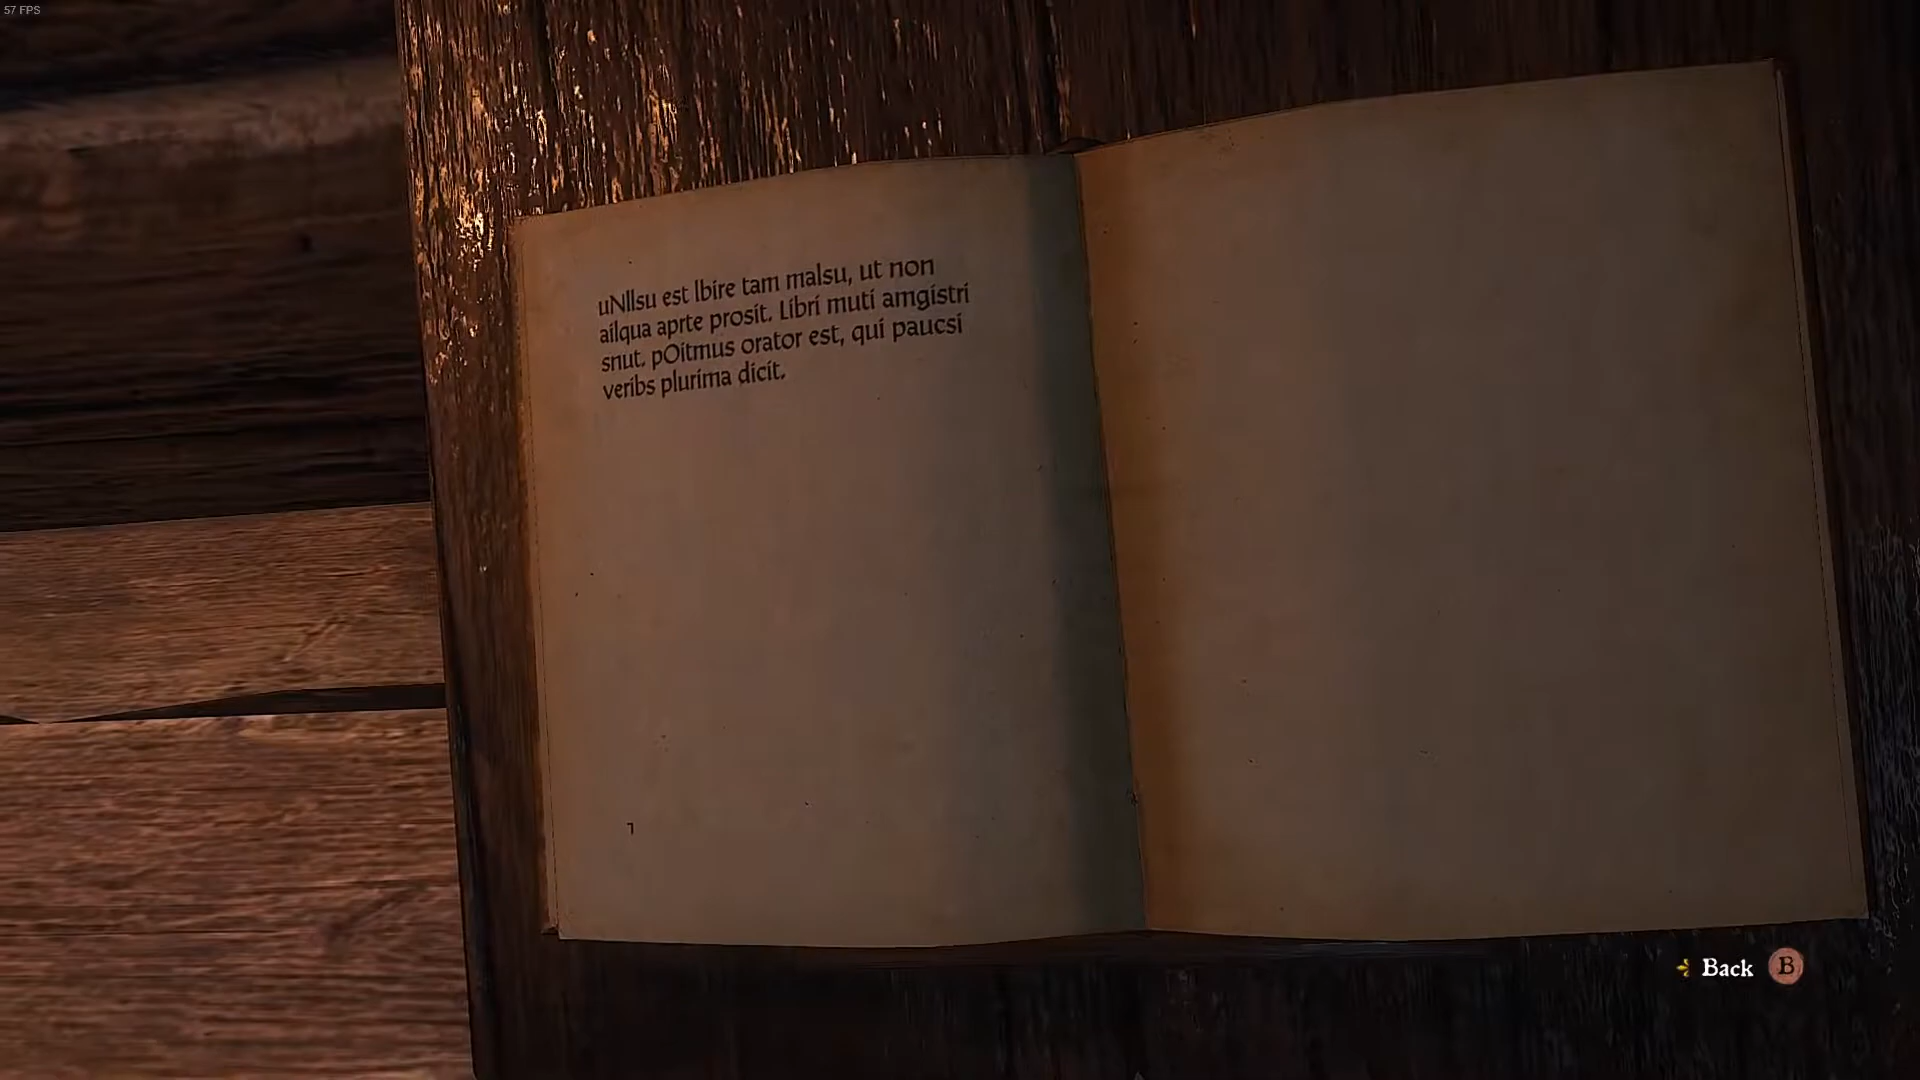 57 FPS
uNllsu est lbire tam malsu, ut non
ailqua aprte prosit. Libri muti amgistri
snut. pOitmus orator est, qui paucsi
veribs plurima dicit.
1
Back B